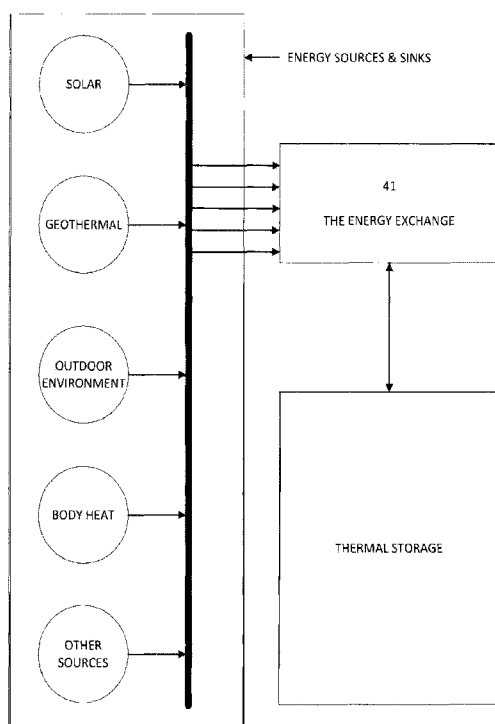 ENERGY SOURCES & SINKS
SOLAR
GEOTHERMAL
OUTDOOR
ENVIRONMENT
BODY HEAT
OTHER
SOURCES
41
THE ENERGY EXCHANGE
THERMAL STORAGE